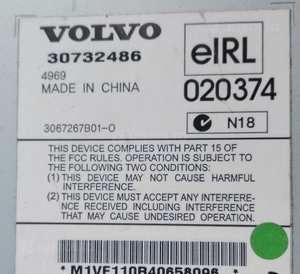 VOLVO
30732486
4969
MADE IN CHINA
eIRL
020374
N18
3067267B01-0
THIS DEVICE COMPLIES WITH PART 15 OF
THE FCC RULES. OPERATION IS SUBJECT TO
THE FOLLOWING TWO CONDITIONS:
(1) THIS DEVICE MAY NOT CAUSE HARMFUL
INTERFERENCE.
(2) THIS DEVICE MUST ACCEPT ANY INTERFERE-
NCE RECEIVED INCLUDING INTERFERENCE
THAT MAY CAUSE UNDESIRED OPERATION.
* M1VF110B40658096